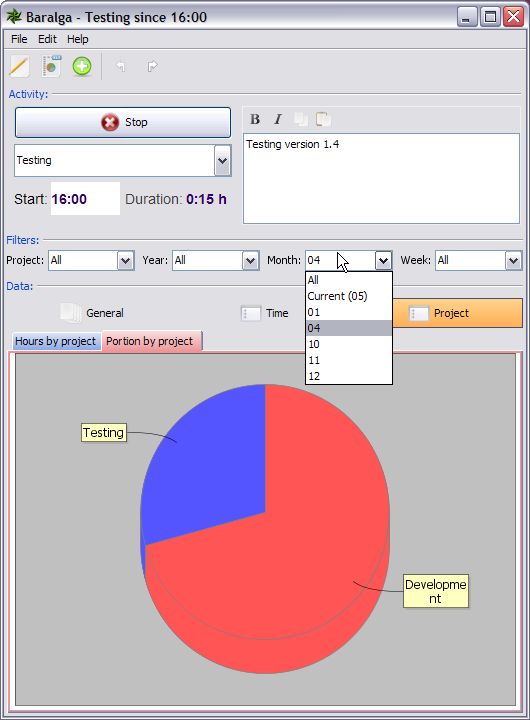 Baralga - Testing since 16:00
File Edit Help
Activity:
Stop
Testing
Start: 16:00 Duration: 0:15 h
B I
Testing version 1.4
Filters:
Project: All Year: All Month: 04 Week: All
All
Current (05)
01
04
10
11
12
Data:
General Time Project
Hours by project Portion by project
Testing
Developme
nt